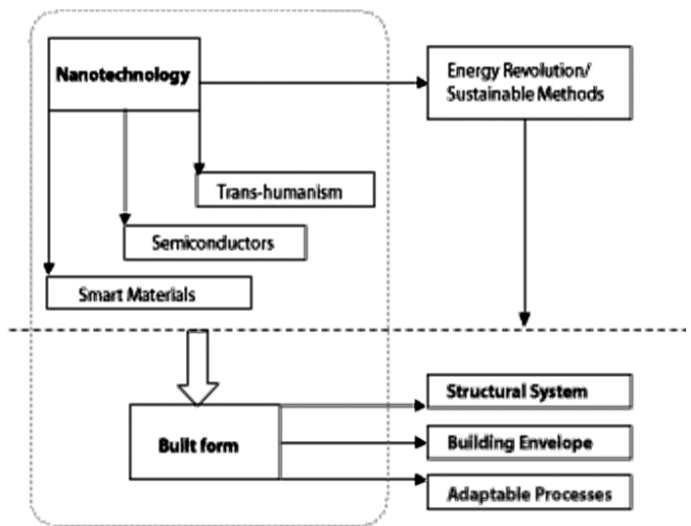 Nanotechnology
Energy Revolution/
Sustainable Methods
Trans-humanism
Semiconductors
Smart Materials
Structural System
Built form
Building Envelope
Adaptable Processes